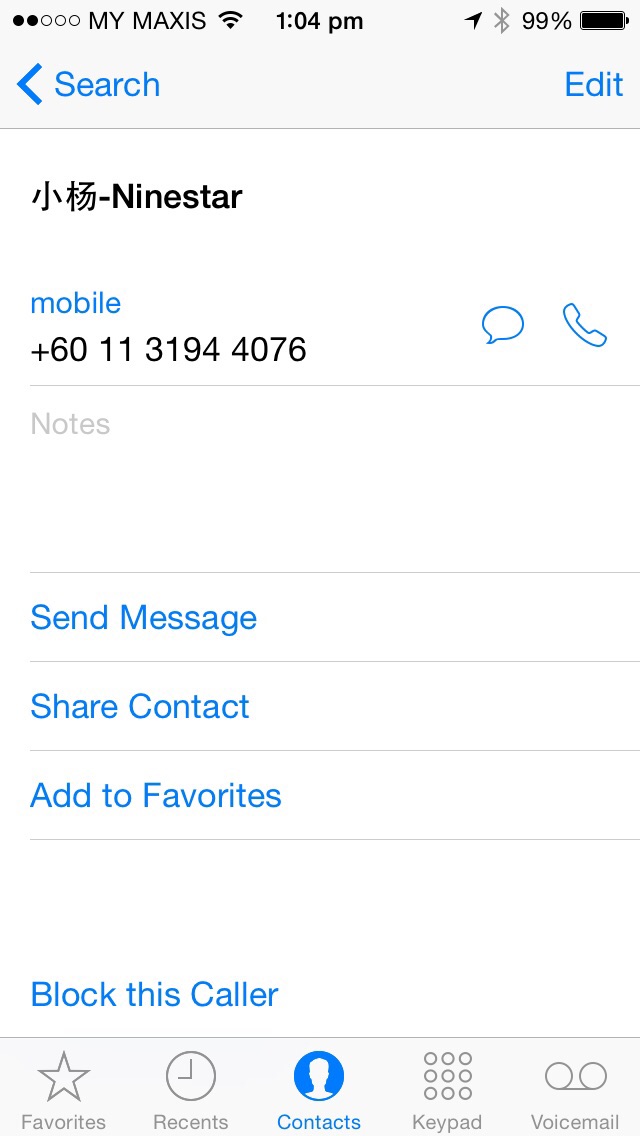 MY MAXIS 1:04 pm 99%
Search Edit
小杨-Ninestar
mobile
+60 11 3194 4076
Notes
Send Message
Share Contact
Add to Favorites
Block this Caller
Favorites Recents Contacts Keypad Voicemail